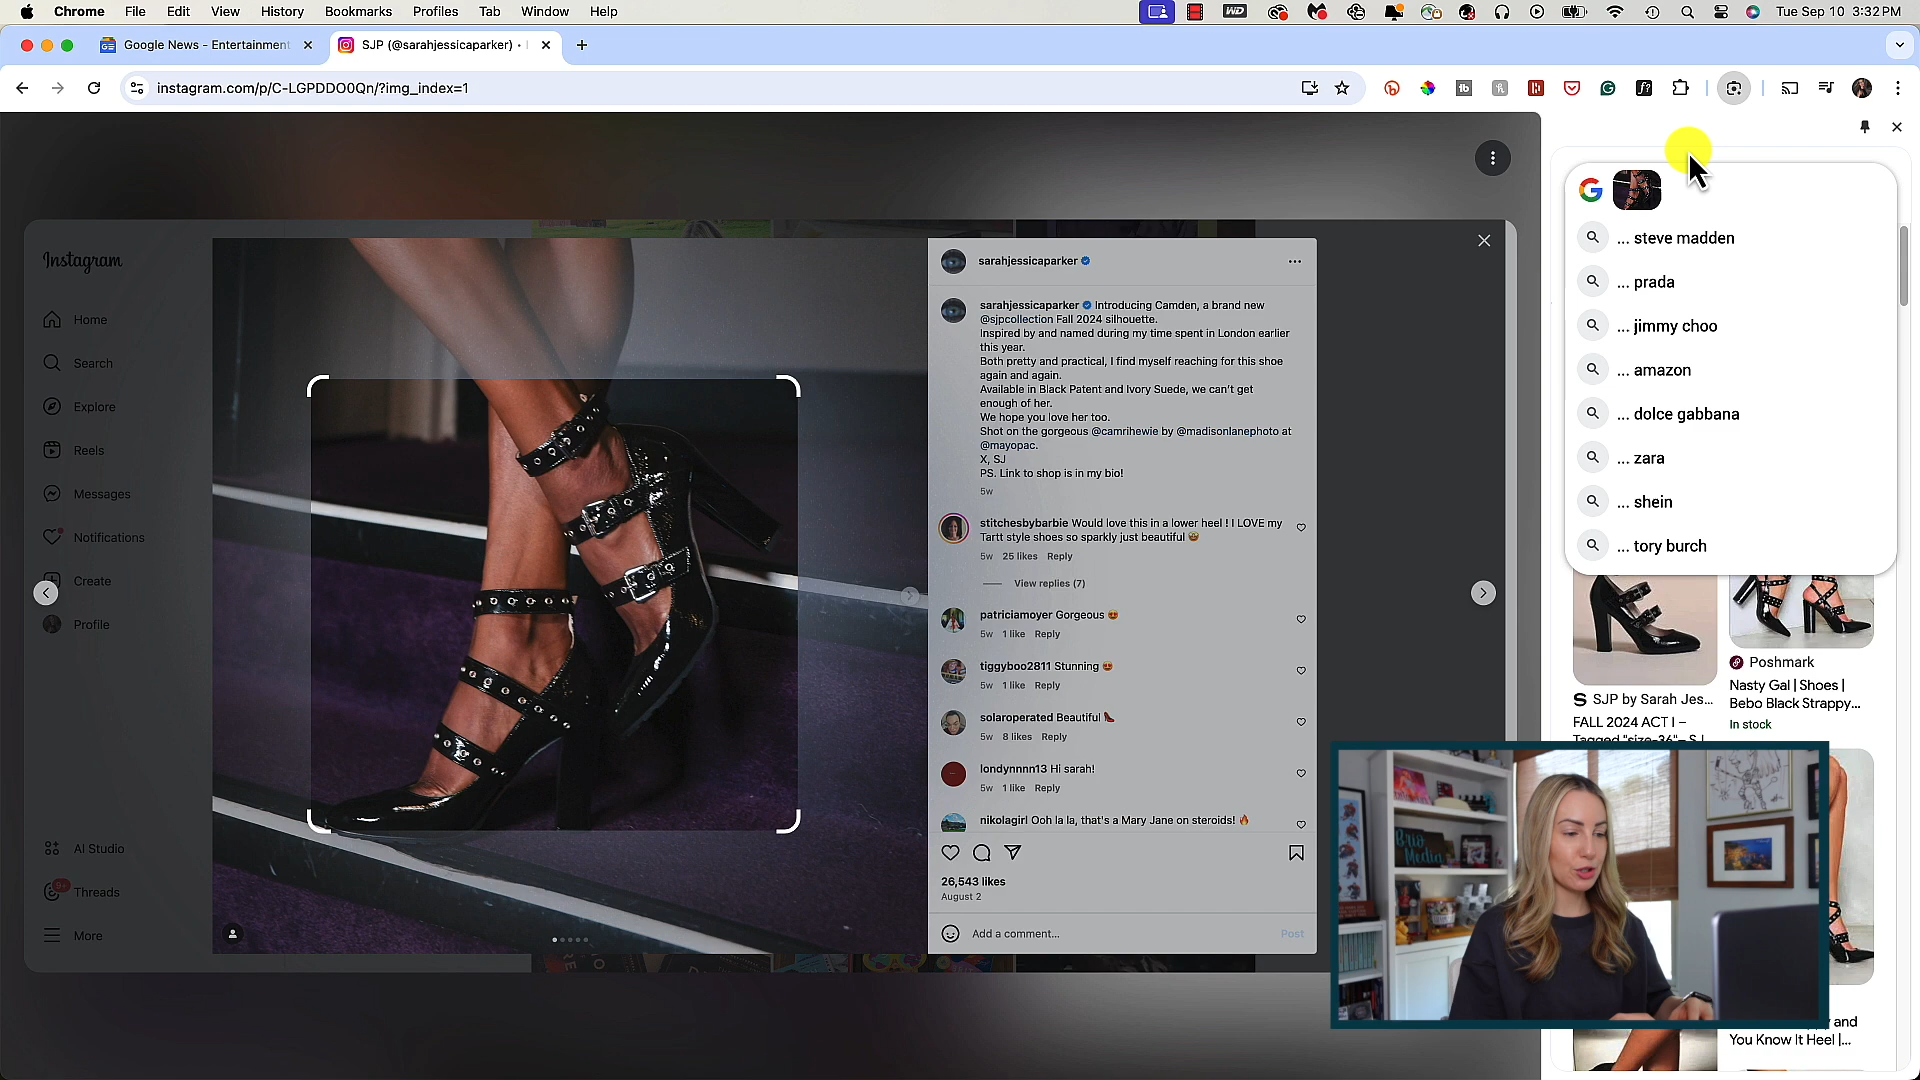 Chrome File Edit View History Bookmarks Profiles Tab Window Help
WD
Tue Sep 10 3:32 PM
Google News - Entertainment
SJP (@sarahjessicaparker) •
instagram.com/p/C-LGPDDO0Qn/?img_index=1
Instagram
Home
Search
Explore
Reels
Messages
Notifications
Create
Profile
AI Studio
9+
Threads
More
sarahjessicaparker
sarahjessicaparker Introducing Camden, a brand new
@sjpcollection Fall 2024 silhouette.
Inspired by and named during my time spent in London earlier
this year.
Both pretty and practical, I find myself reaching for this shoe
again and again.
Available in Black Patent and Ivory Suede, we can't get
enough of her.
We hope you love her too.
Shot on the gorgeous @camrihewie by @madisonlanephoto at
@mayopac.
X, SJ
PS. Link to shop is in my bio!
5w
stitchesbybarbie Would love this in a lower heel ! I LOVE my
Tartt style shoes so sparkly just beautiful 🤩
5w 25 likes Reply
View replies (7)
patriciamoyer Gorgeous 😍
5w 1 like Reply
tiggyboo2811 Stunning 😍
5w 1 like Reply
solaroperated Beautiful 👠
5w 8 likes Reply
londynnnn13 Hi sarah!
5w 1 like Reply
nikolagirl Ooh la la, that's a Mary Jane on steroids! 🔥
26,543 likes
August 2
Add a comment...
Post
... steve madden
... prada
... jimmy choo
... amazon
... dolce gabbana
... zara
... shein
... tory burch
SJP by Sarah Jes...
FALL 2024 ACT I –
Tagged "size-36"– SJ
Poshmark
Nasty Gal | Shoes |
Bebo Black Strappy...
In stock
Brio
Media
y and
You Know It Heel |...